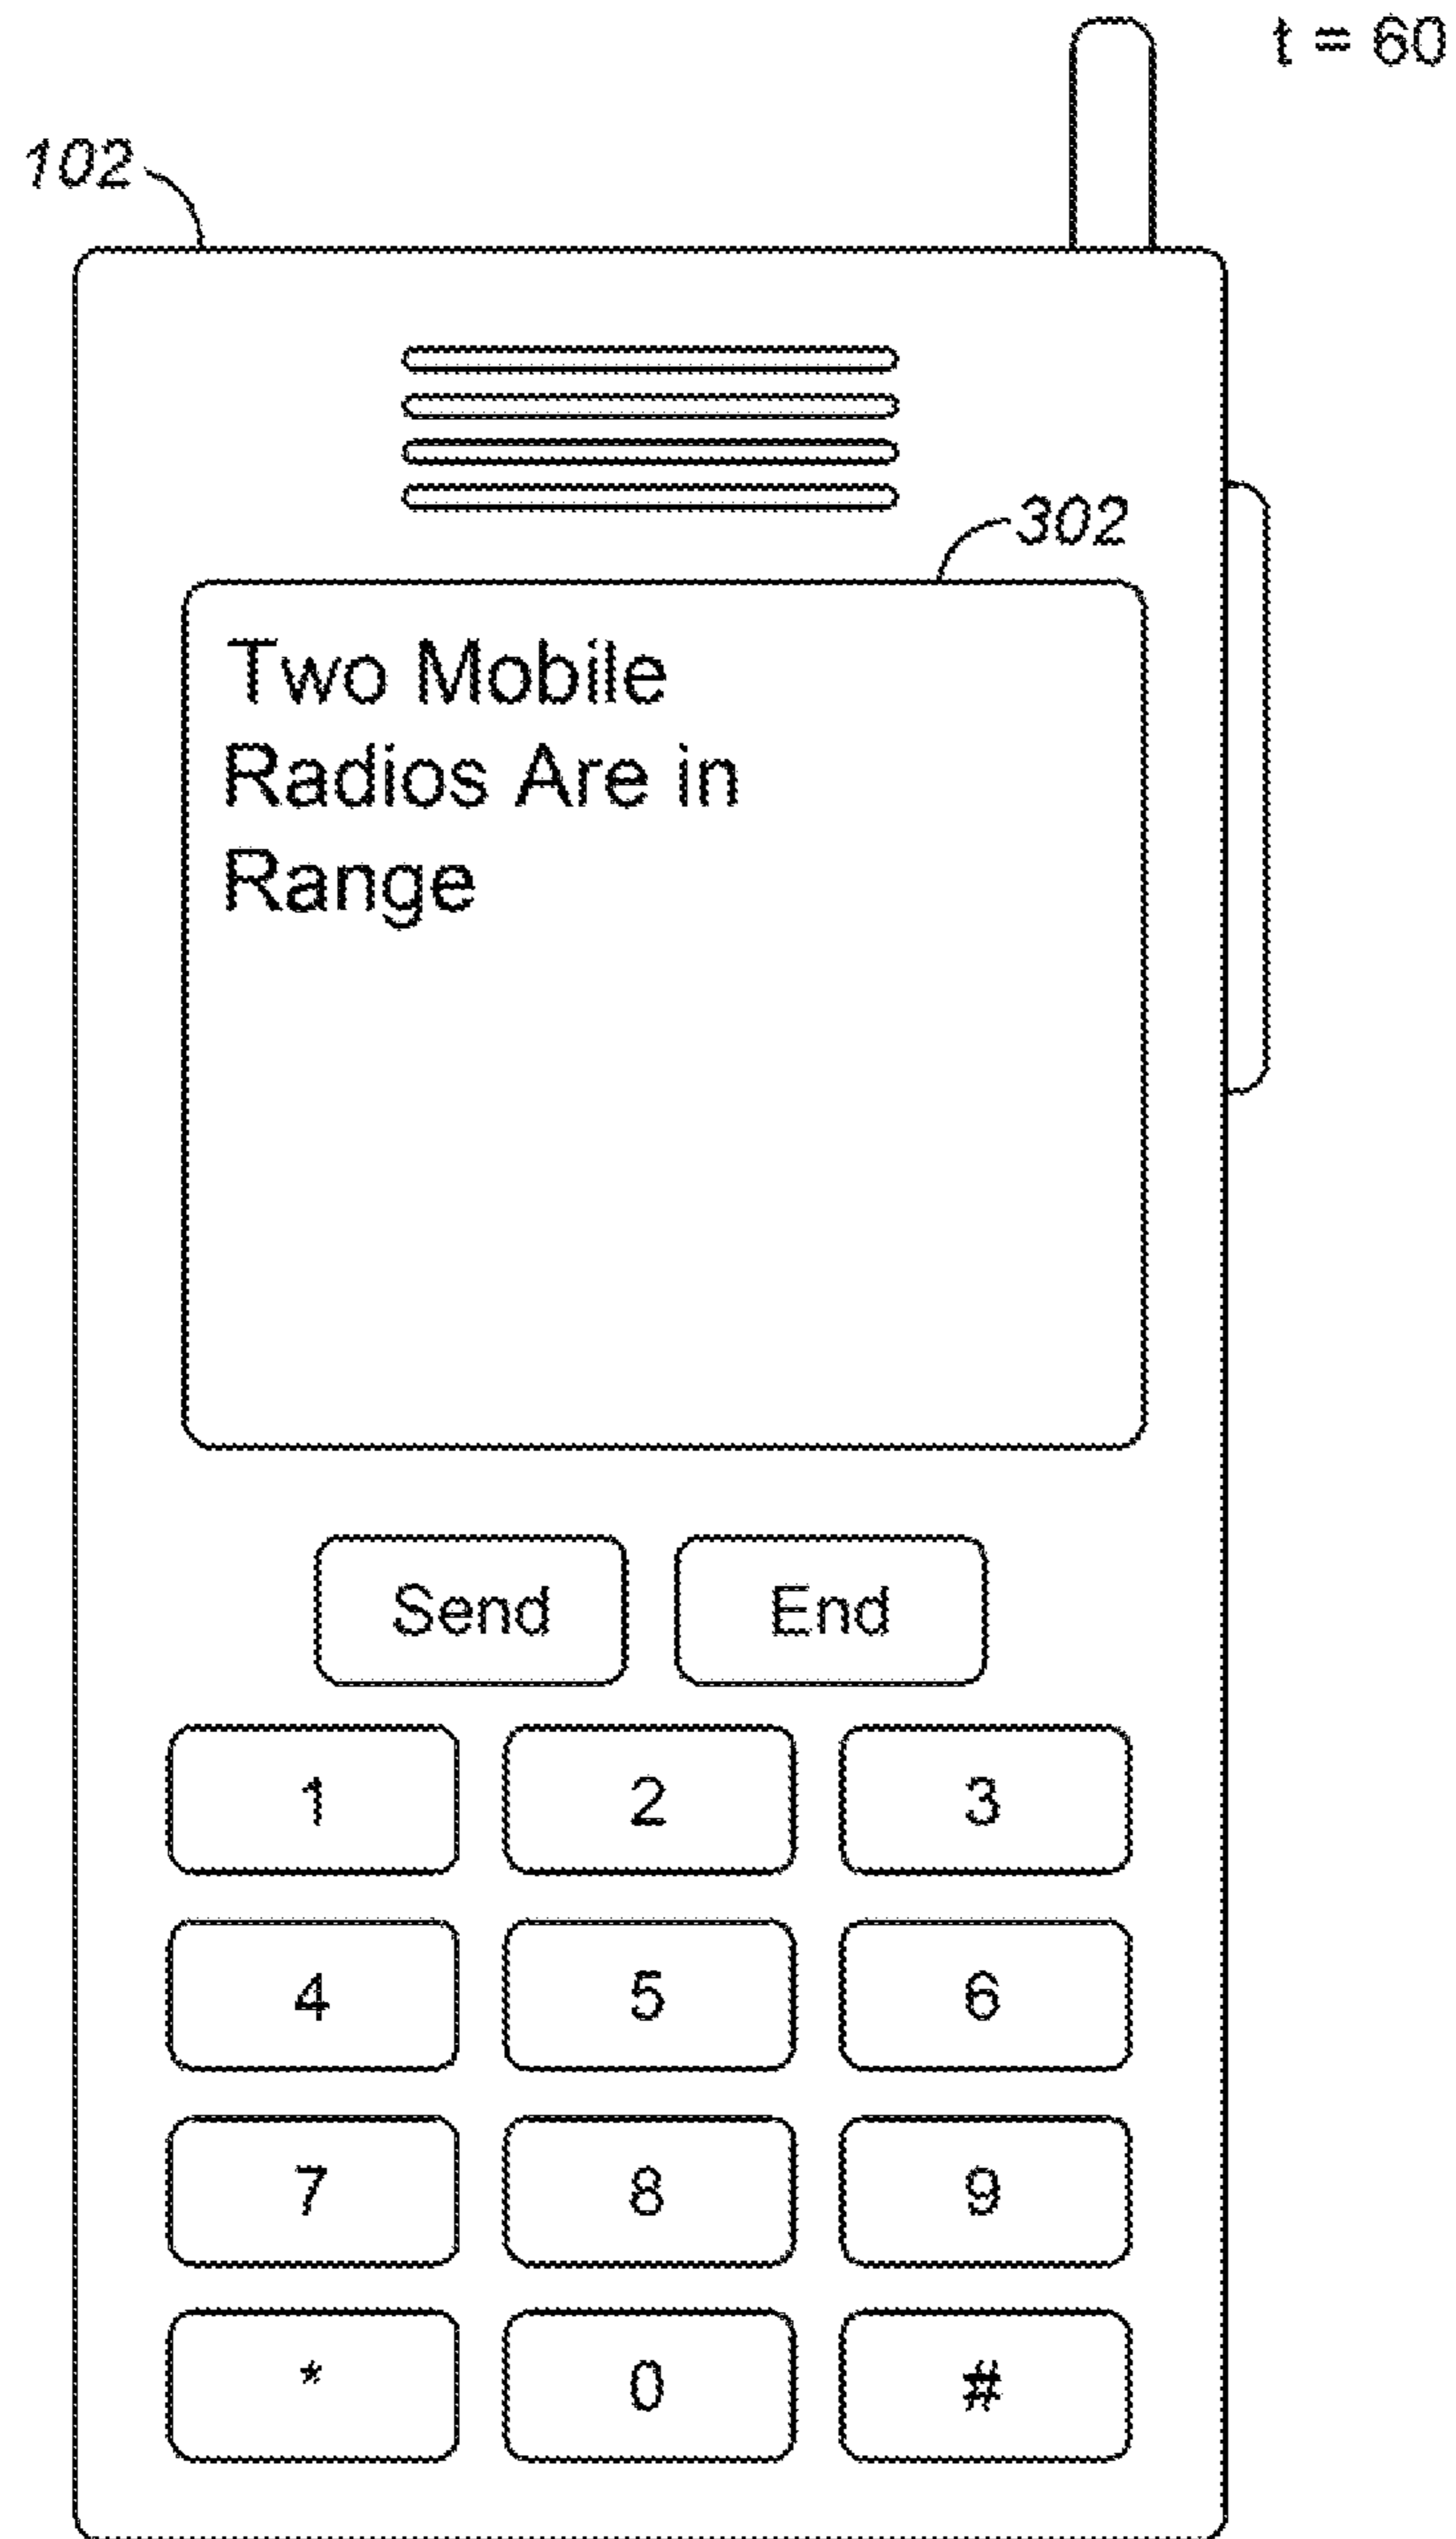 t = 60
102
302
Two Mobile
Radios Are in
Range
Send End
1 2 3
4 5 6
7 8 9
* 0 #